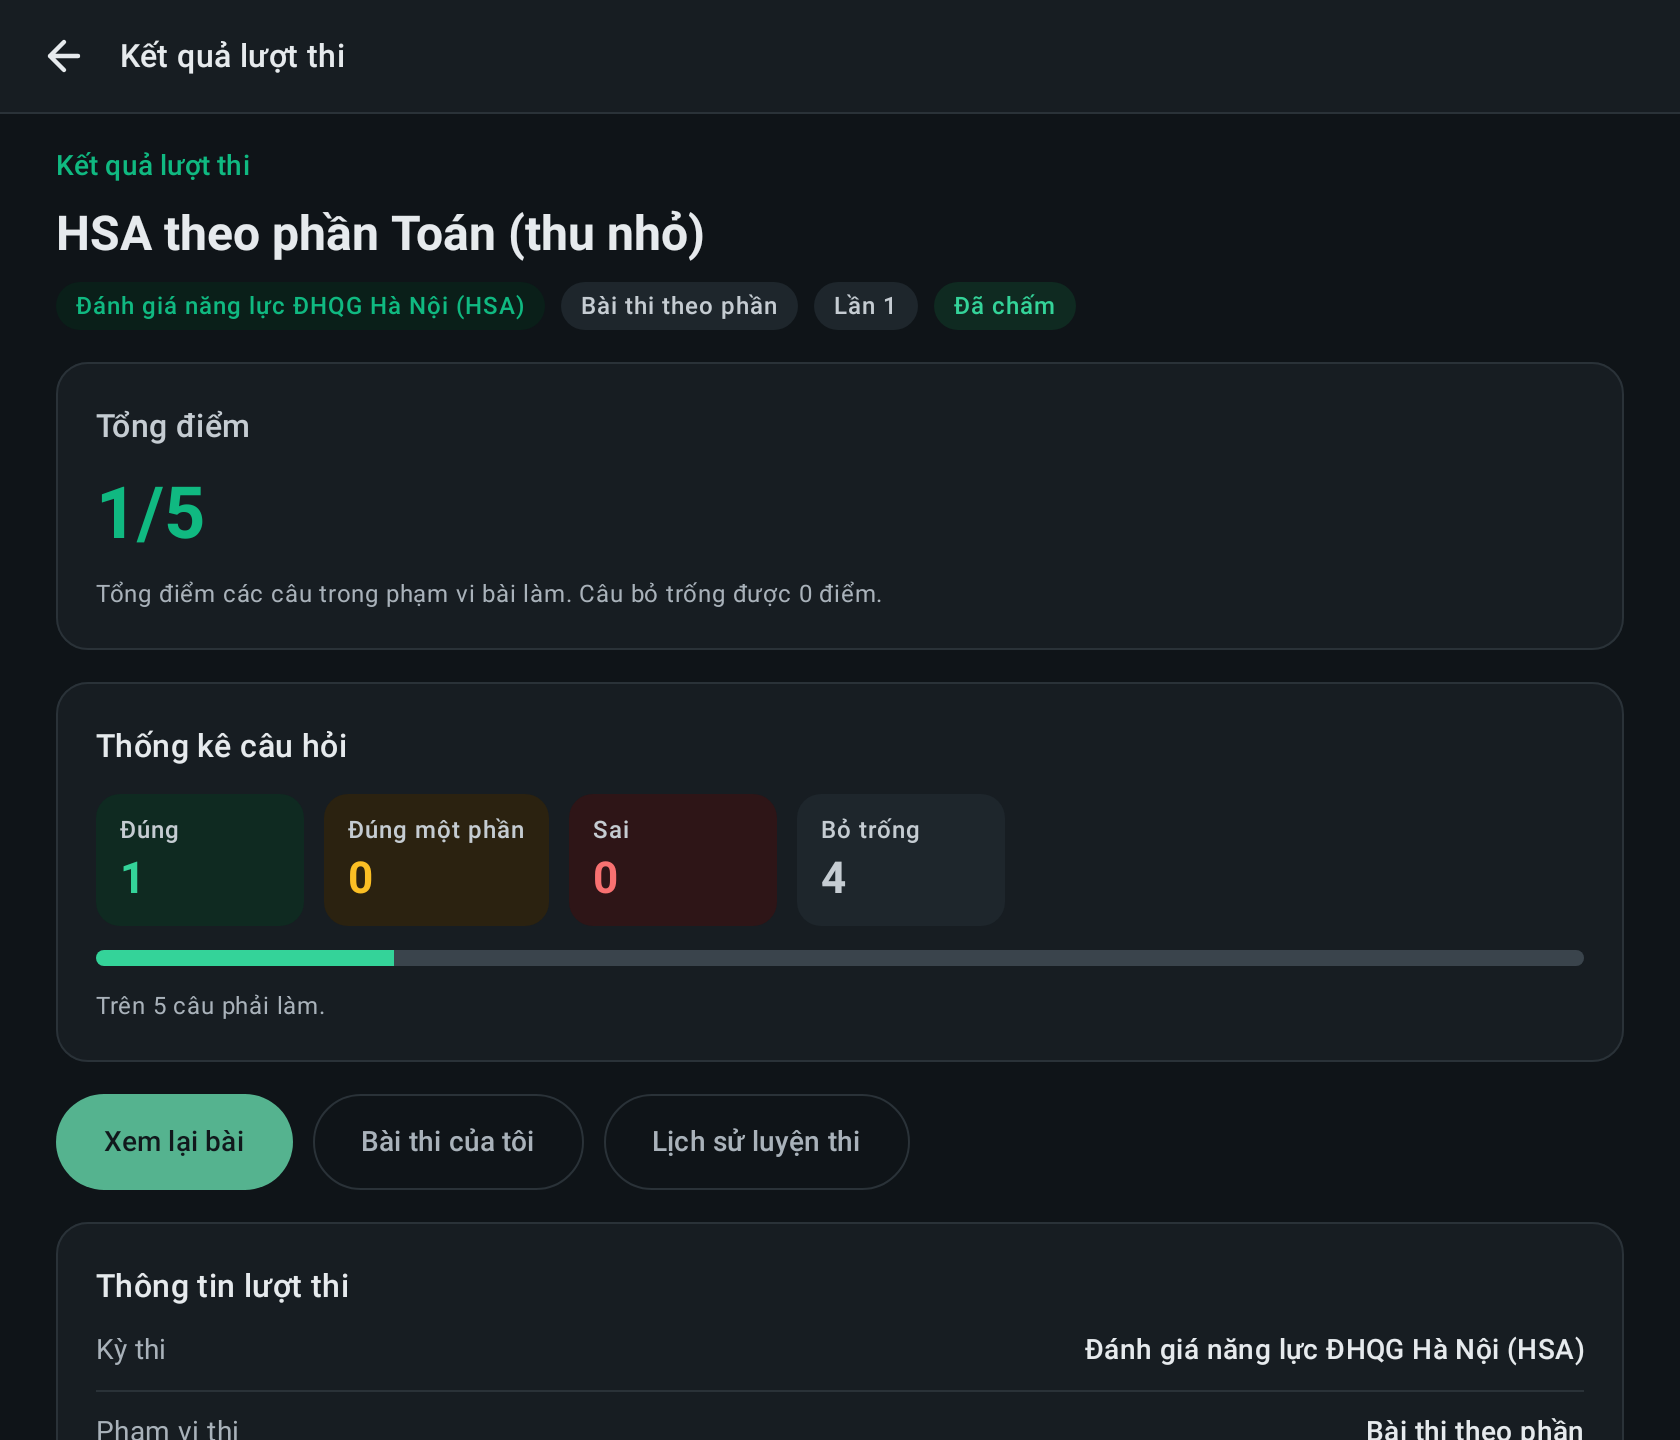 Kết quả lượt thi
Kết quả lượt thi
HSA theo phần Toán (thu nhỏ)
Đánh giá năng lực ĐHQG Hà Nội (HSA) Bài thi theo phần Lần 1 Đã chấm
Tổng điểm
1/5
Tổng điểm các câu trong phạm vi bài làm. Câu bỏ trống được 0 điểm.
Thống kê câu hỏi
Đúng Đúng một phần Sai Bỏ trống
1 0 0 4
Trên 5 câu phải làm.
Xem lại bài Bài thi của tôi Lịch sử luyện thi
Thông tin lượt thi
Kỳ thi Đánh giá năng lực ĐHQG Hà Nội (HSA)
Phạm vi thi Bài thi theo phần